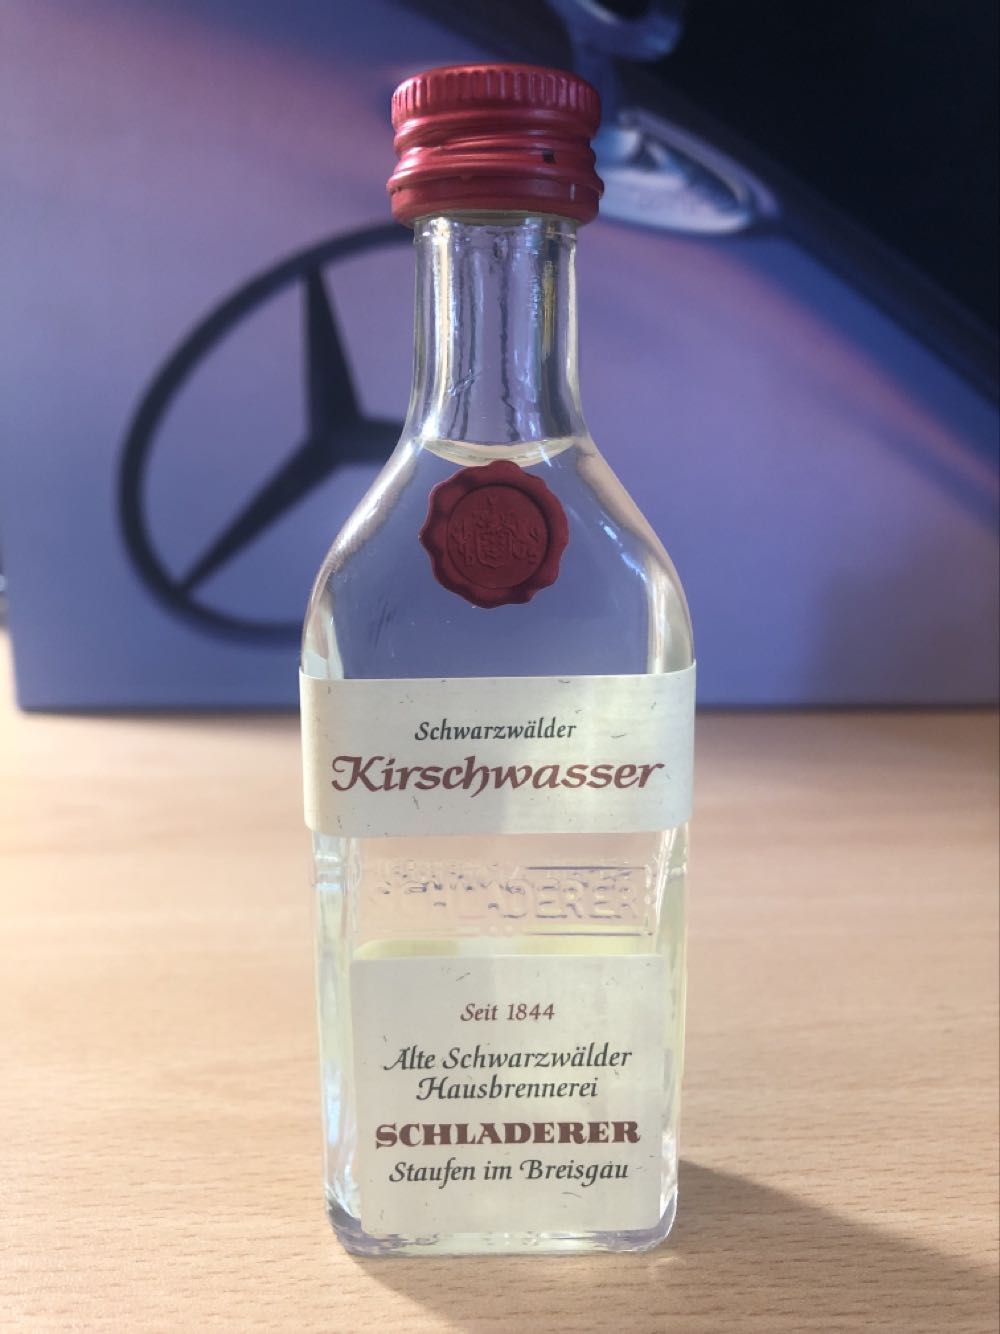 Schwarzwälder
Kirschwasser
SCHLADERER
Seit 1844
Alte Schwarzwälder
Hausbrennerei
SCHLADERER
Staufen im Breisgau